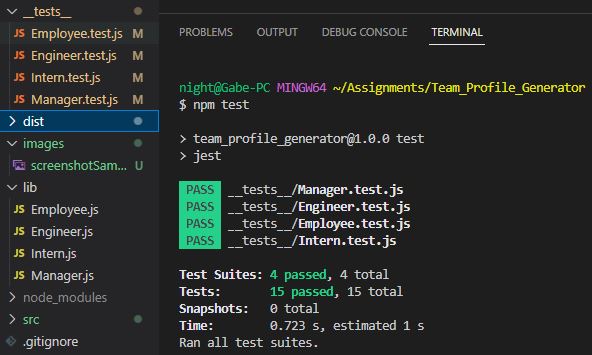 __tests__
JS Employee.test.js M
JS Engineer.test.js M
JS Intern.test.js M
JS Manager.test.js M
dist
images
screenshotSam... U
lib
JS Employee.js
JS Engineer.js
JS Intern.js
JS Manager.js
node_modules
src
.gitignore
PROBLEMS OUTPUT DEBUG CONSOLE TERMINAL
night@Gabe-PC MINGW64 ~/Assignments/Team_Profile_Generator
$ npm test
> team_profile_generator@1.0.0 test
> jest
PASS __tests__/Manager.test.js
PASS __tests__/Engineer.test.js
PASS __tests__/Employee.test.js
PASS __tests__/Intern.test.js
Test Suites: 4 passed, 4 total
Tests: 15 passed, 15 total
Snapshots: 0 total
Time: 0.723 s, estimated 1 s
Ran all test suites.